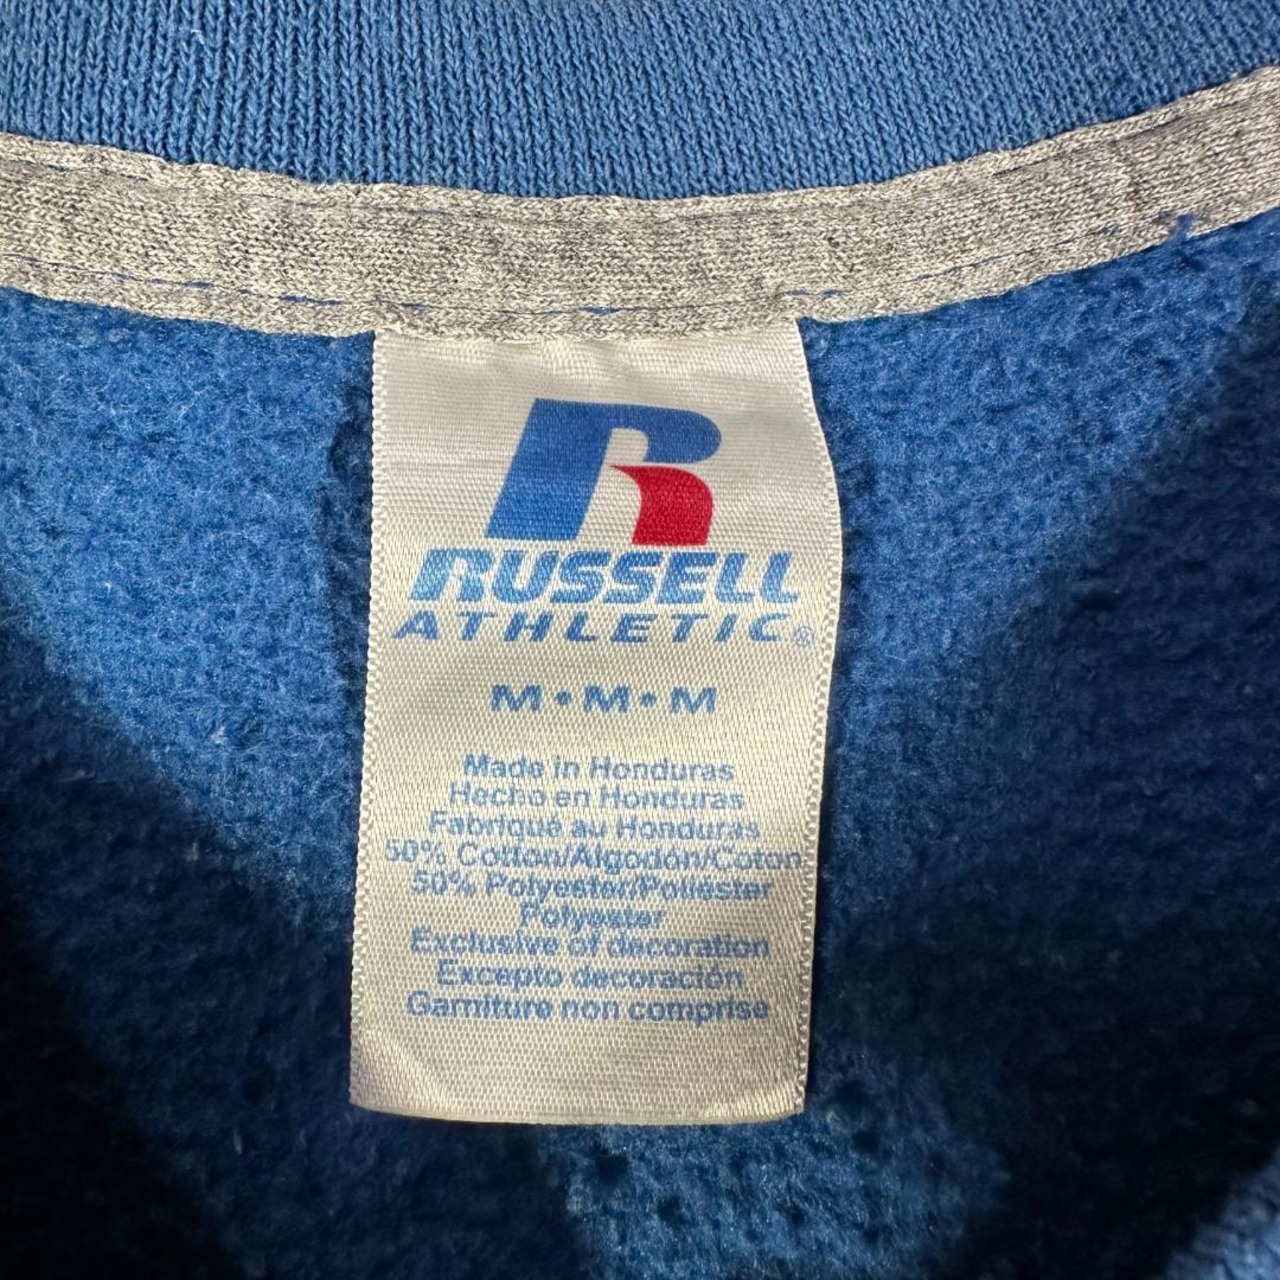 R
RUSSELL
ATHLETIC®
M•M•M
Made in Honduras
Hecho en Honduras
Fabriqué au Honduras
50% Cotton/Algodón/Coton
50% Polyester/Poliéster
Polyester
Exclusive of decoration
Excepto decoración
Garniture non comprise